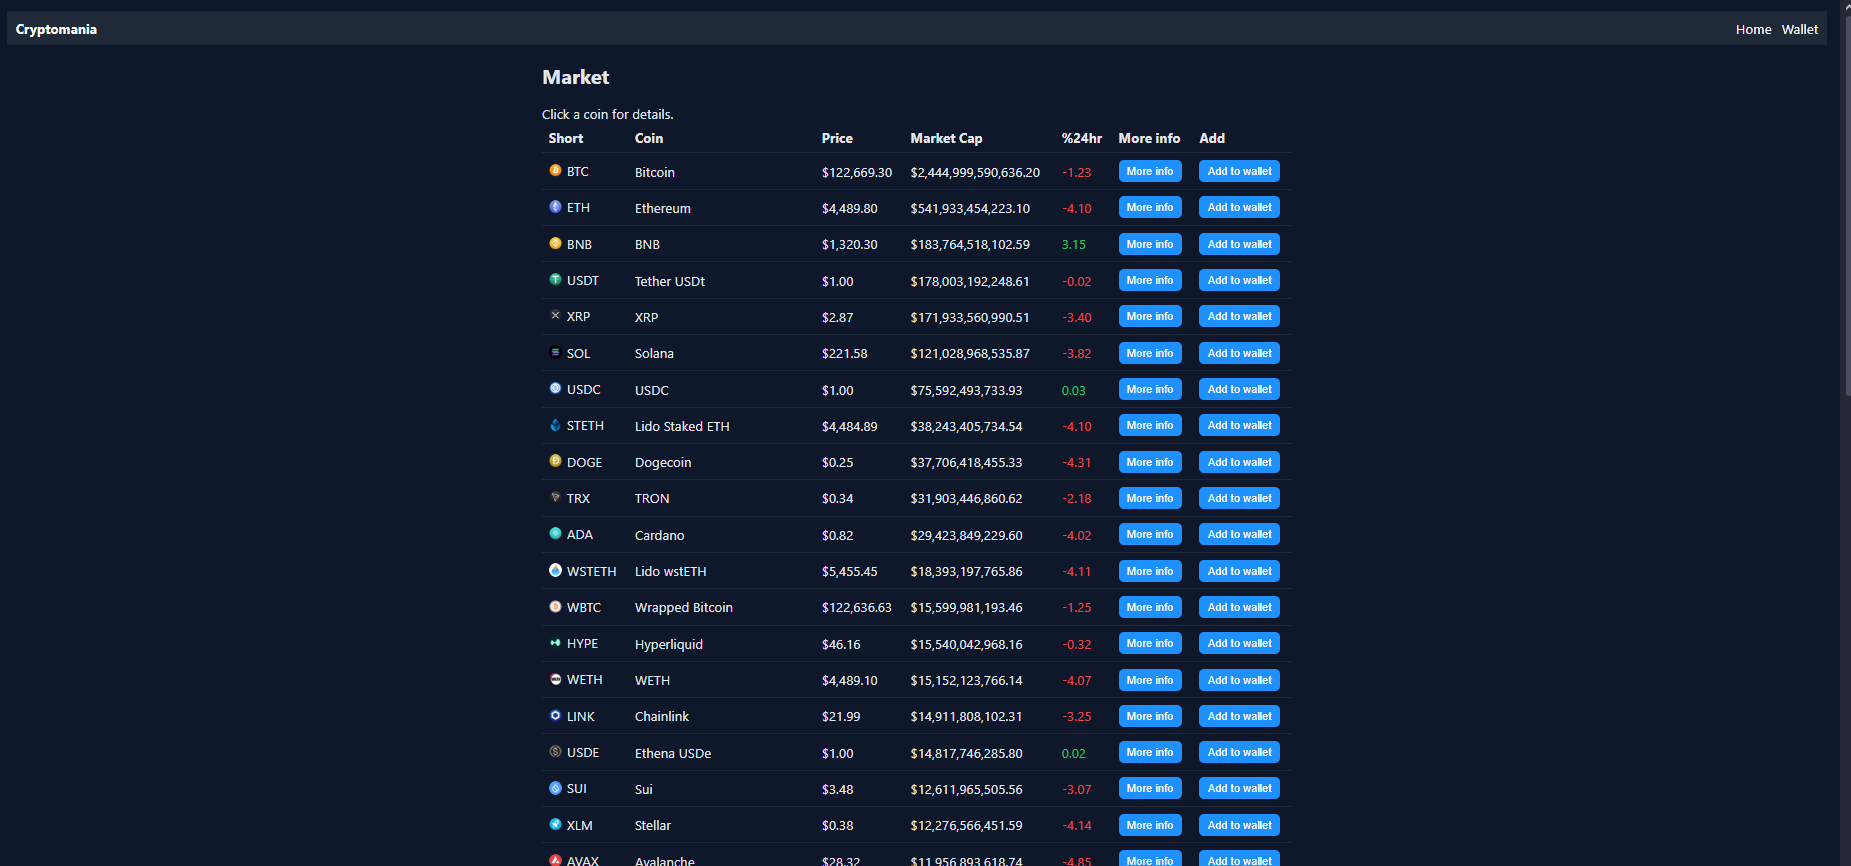 Cryptomania Home Wallet
Market
Click a coin for details.
Short Coin Price Market Cap %24hr More info Add
BTC Bitcoin $122,669.30 $2,444,999,590,636.20 -1.23 More info Add to wallet
ETH Ethereum $4,489.80 $541,933,454,223.10 -4.10 More info Add to wallet
BNB BNB $1,320.30 $183,764,518,102.59 3.15 More info Add to wallet
USDT Tether USDt $1.00 $178,003,192,248.61 -0.02 More info Add to wallet
XRP XRP $2.87 $171,933,560,990.51 -3.40 More info Add to wallet
SOL Solana $221.58 $121,028,968,535.87 -3.82 More info Add to wallet
USDC USDC $1.00 $75,592,493,733.93 0.03 More info Add to wallet
STETH Lido Staked ETH $4,484.89 $38,243,405,734.54 -4.10 More info Add to wallet
DOGE Dogecoin $0.25 $37,706,418,455.33 -4.31 More info Add to wallet
TRX TRON $0.34 $31,903,446,860.62 -2.18 More info Add to wallet
ADA Cardano $0.82 $29,423,849,229.60 -4.02 More info Add to wallet
WSTETH Lido wstETH $5,455.45 $18,393,197,765.86 -4.11 More info Add to wallet
WBTC Wrapped Bitcoin $122,636.63 $15,599,981,193.46 -1.25 More info Add to wallet
HYPE Hyperliquid $46.16 $15,540,042,968.16 -0.32 More info Add to wallet
WETH WETH $4,489.10 $15,152,123,766.14 -4.07 More info Add to wallet
LINK Chainlink $21.99 $14,911,808,102.31 -3.25 More info Add to wallet
USDE Ethena USDe $1.00 $14,817,746,285.80 0.02 More info Add to wallet
SUI Sui $3.48 $12,611,965,505.56 -3.07 More info Add to wallet
XLM Stellar $0.38 $12,276,566,451.59 -4.14 More info Add to wallet
AVAX Avalanche $28.32 $11,956,893,618.74 -4.85 More info Add to wallet